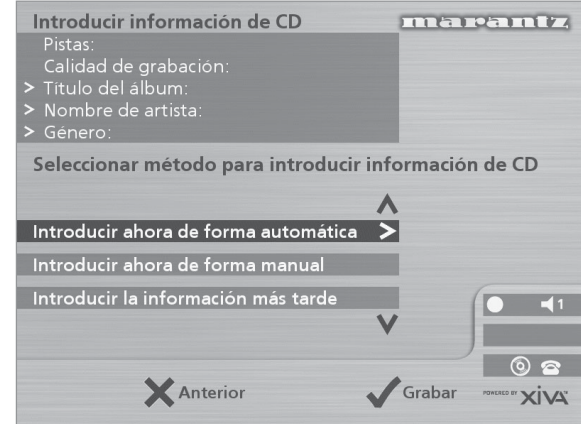 Introducir información de CD
marantz
Pistas:
Calidad de grabación:
> Titulo del álbum:
> Nombre de artista:
> Género:
Seleccionar método para introducir información de CD
Introducir ahora de forma automática >
Introducir ahora de forma manual
Introducir la información más tarde
1
Anterior
Grabar
POWERED BY XiVA™